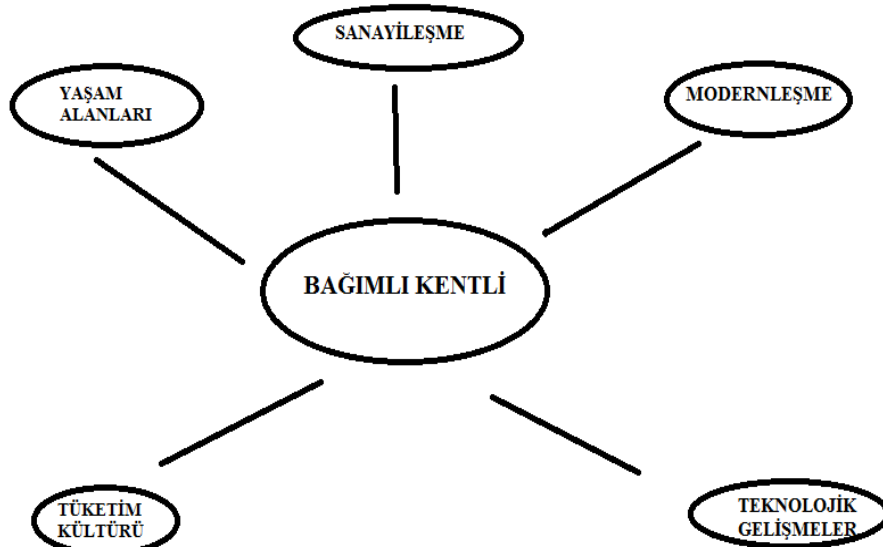 SANAYİLEŞME
YAŞAM
ALANLARI
MODERNLEŞME
BAĞIMLI KENTLİ
TÜKETİM
KÜLTÜRÜ
TEKNOLOJİK
GELİŞMELER